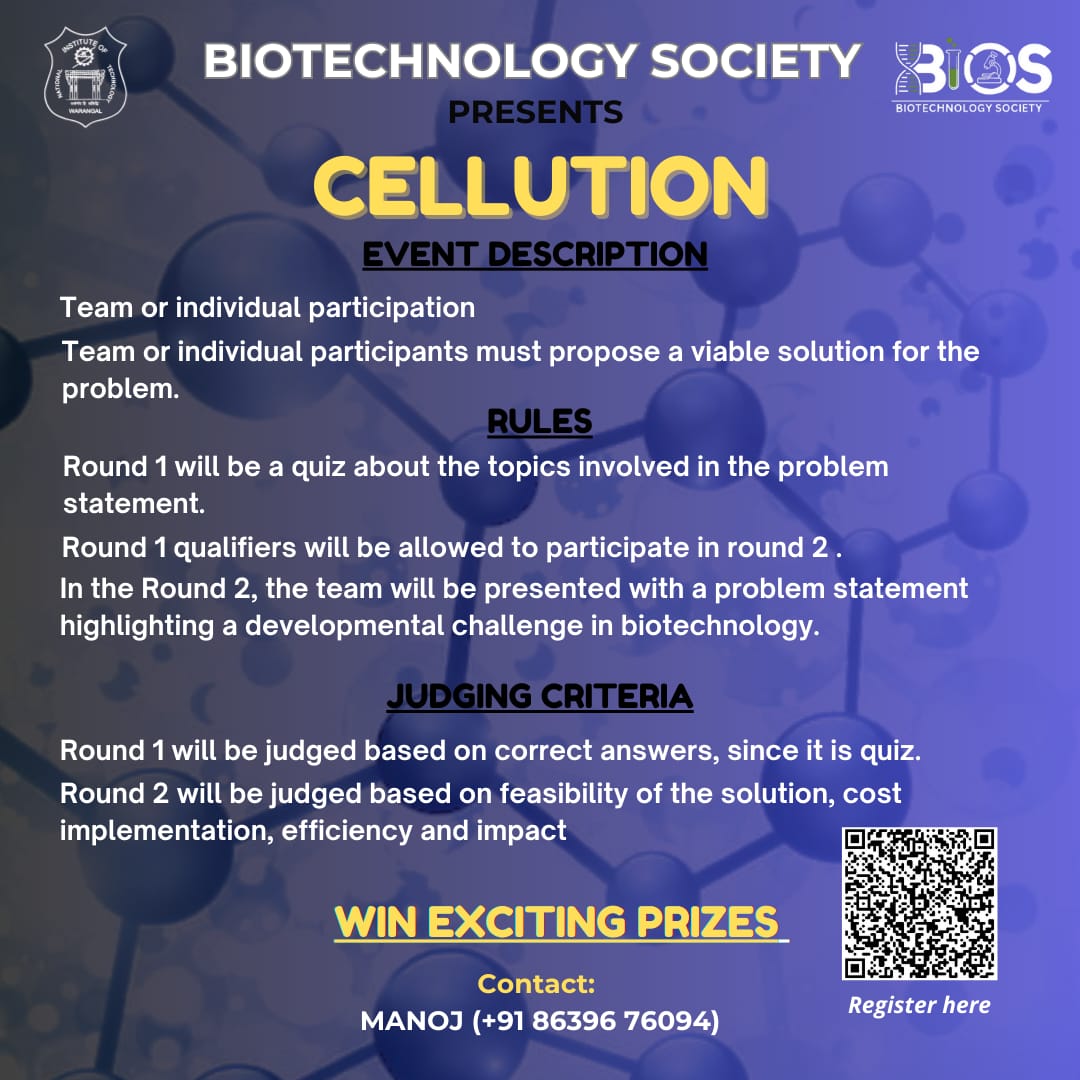 NATIONAL INSTITUTE OF TECHNOLOGY
WARANGAL
BIOTECHNOLOGY SOCIETY
BIOS
BIOTECHNOLOGY SOCIETY
PRESENTS
CELLUTION
EVENT DESCRIPTION
Team or individual participation
Team or individual participants must propose a viable solution for the
problem.
RULES
Round 1 will be a quiz about the topics involved in the problem
statement.
Round 1 qualifiers will be allowed to participate in round 2 .
In the Round 2, the team will be presented with a problem statement
highlighting a developmental challenge in biotechnology.
JUDGING CRITERIA
Round 1 will be judged based on correct answers, since it is quiz.
Round 2 will be judged based on feasibility of the solution, cost
implementation, efficiency and impact
WIN EXCITING PRIZES
Contact:
MANOJ (+91 86396 76094)
Register here